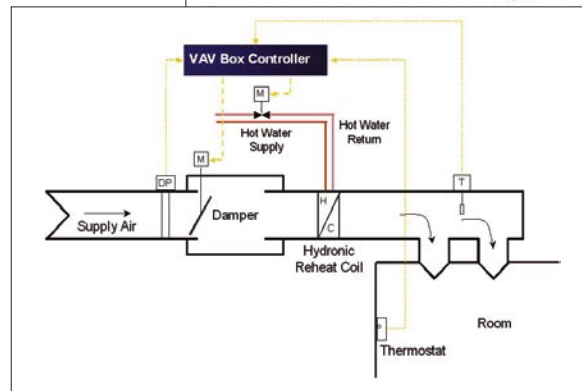 VAV Box Controller
M
Hot Water
Supply
Hot Water
Return
M
DP
T
Supply Air
Damper
H
C
Hydronic
Reheat Coil
Room
Thermostat